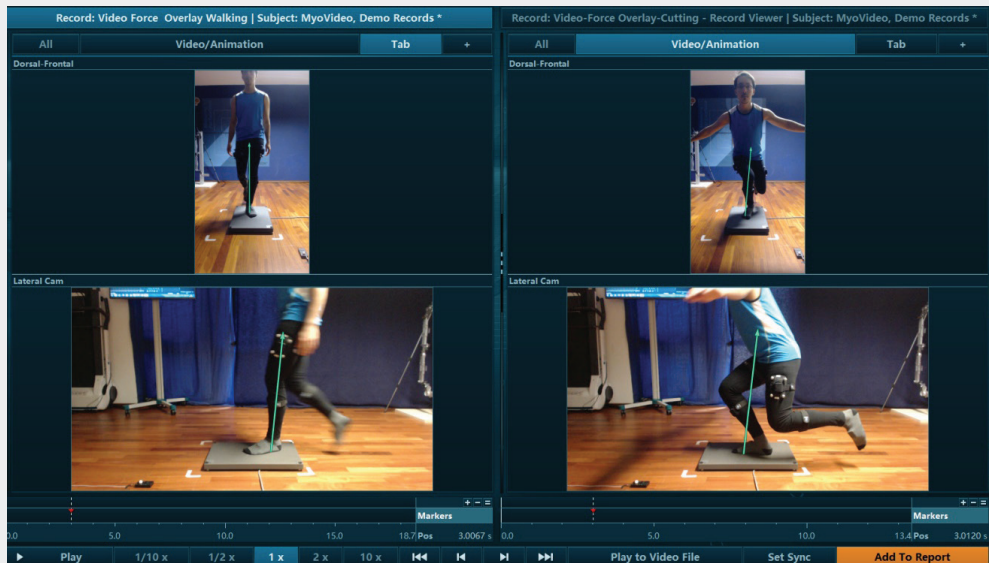 Record: Video Force Overlay Walking | Subject: MyoVideo, Demo Records *
All Video/Animation Tab +
Dorsal-Frontal
Lateral Cam
+ − =
Markers
0.0 5.0 10.0 15.0 18.7 Pos 3.0067 s
Record: Video-Force Overlay-Cutting - Record Viewer | Subject: MyoVideo, Demo Records *
All Video/Animation Tab +
Dorsal-Frontal
Lateral Cam
+ − =
Markers
5.0 10.0 13.4 Pos 3.0120 s
Play 1/10 x 1/2 x 1 x 2 x 10 x Play to Video File Set Sync Add To Report